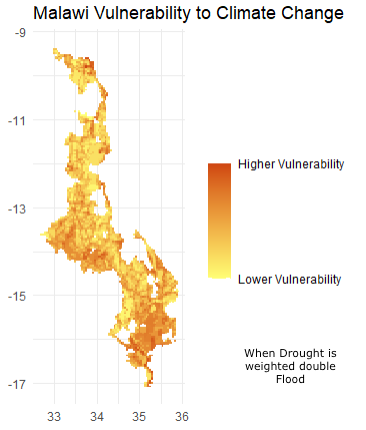 Malawi Vulnerability to Climate Change
-9
-11
-13
-15
-17
33 34 35 36
Higher Vulnerability
Lower Vulnerability
When Drought is
weighted double
Flood